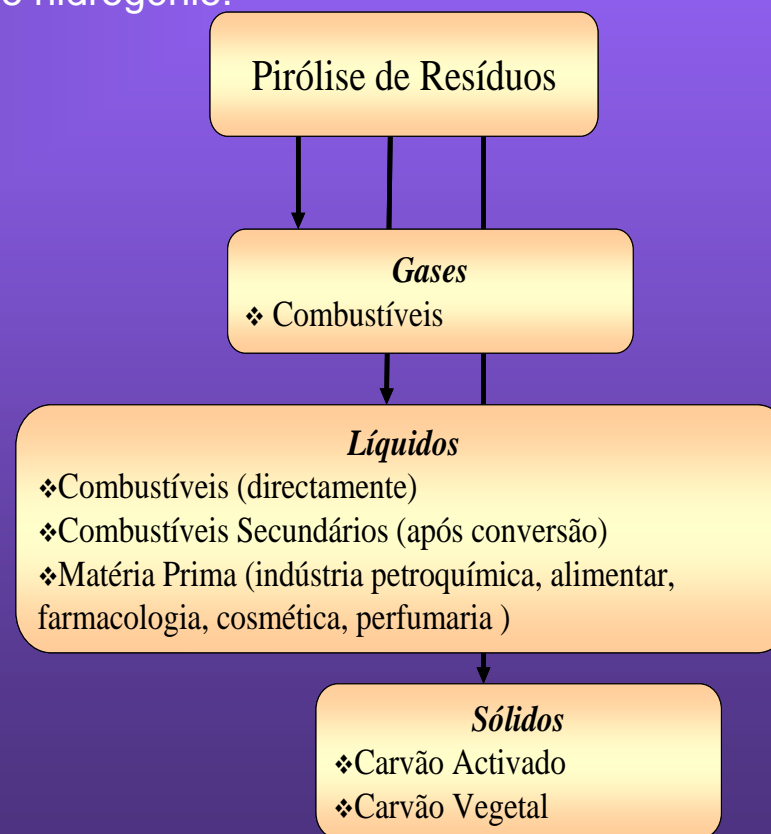 hidrogénio.
Pirólise de Resíduos
Gases
❖ Combustíveis
Líquidos
❖Combustíveis (directamente)
❖Combustíveis Secundários (após conversão)
❖Matéria Prima (indústria petroquímica, alimentar,
farmacologia, cosmética, perfumaria )
Sólidos
❖Carvão Activado
❖Carvão Vegetal